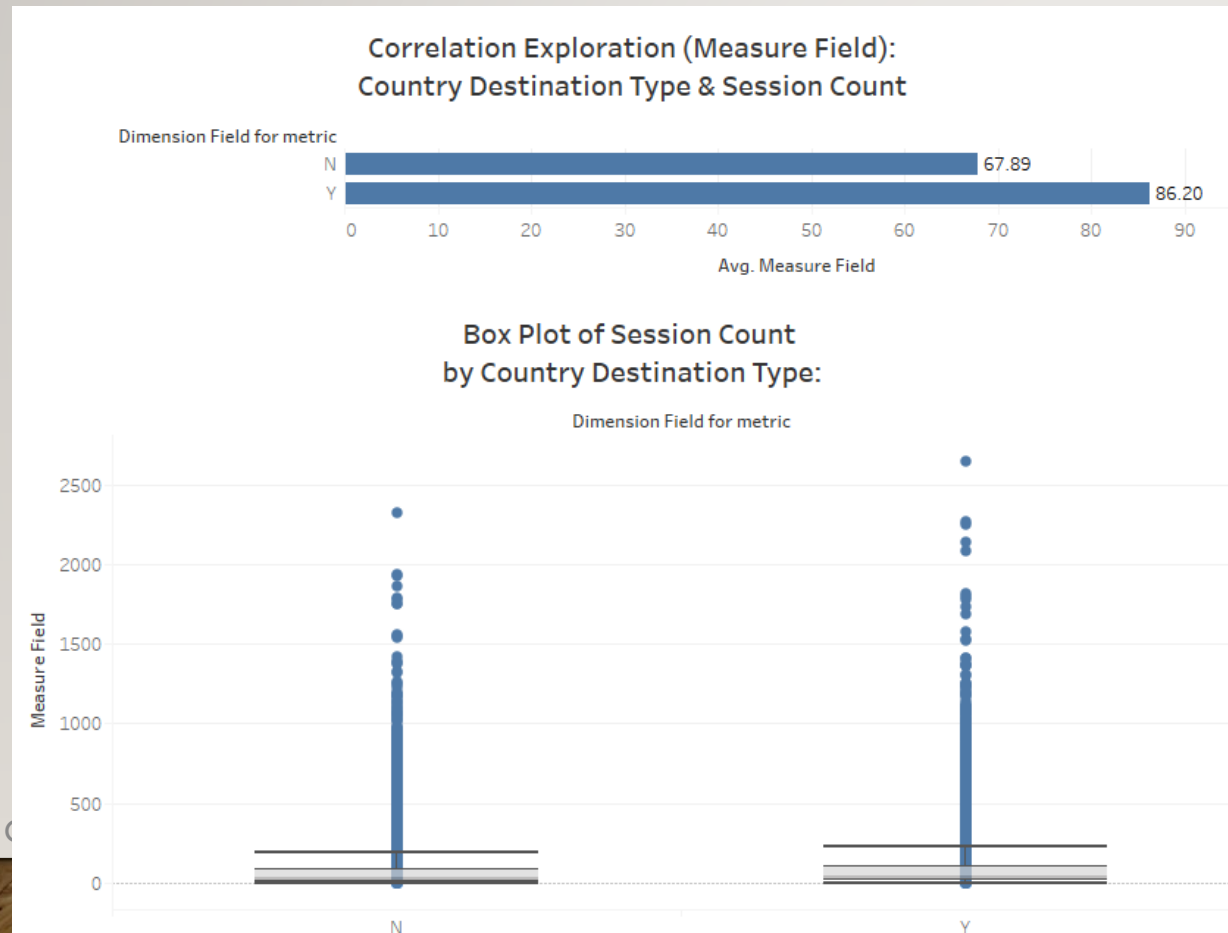 Correlation Exploration (Measure Field):
Country Destination Type & Session Count
Dimension Field for metric
N 67.89
Y 86.20
0 10 20 30 40 50 60 70 80 90
Avg. Measure Field
Box Plot of Session Count
by Country Destination Type:
Dimension Field for metric
Measure Field
2500
2000
1500
1000
500
0
N Y